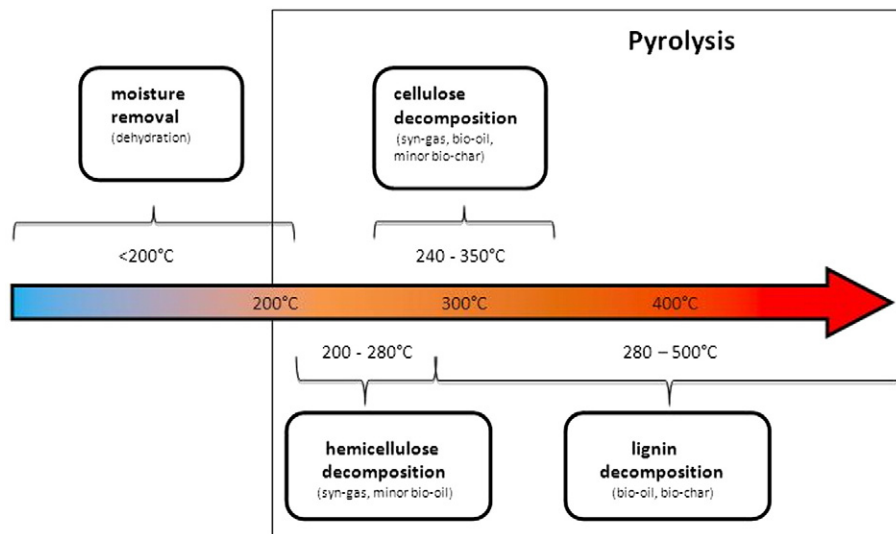 Pyrolysis
moisture
removal
(dehydration)
cellulose
decomposition
(syn-gas, bio-oil,
minor bio-char)
<200°C
240 - 350°C
200°C
300°C
400°C
200 - 280°C
280 – 500°C
hemicellulose
decomposition
(syn-gas, minor bio-oil)
lignin
decomposition
(bio-oil, bio-char)